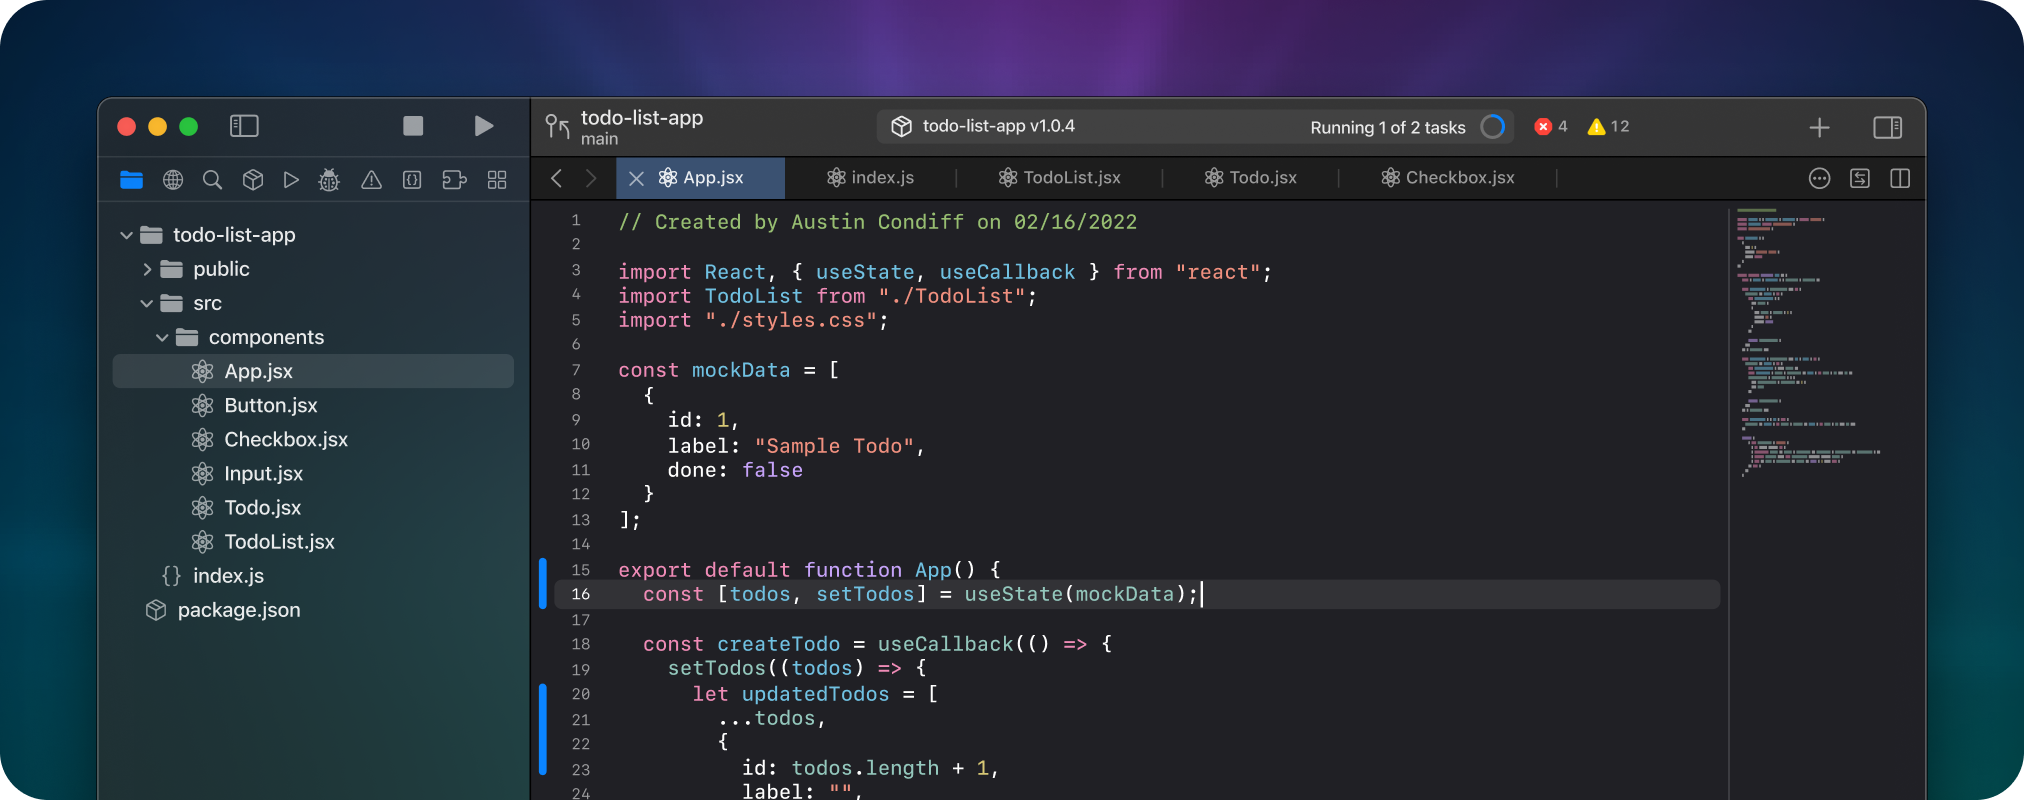 todo-list-app
main
todo-list-app v1.0.4
Running 1 of 2 tasks
4
12
App.jsx
index.js
TodoList.jsx
Todo.jsx
Checkbox.jsx
todo-list-app
public
src
components
App.jsx
Button.jsx
Checkbox.jsx
Input.jsx
Todo.jsx
TodoList.jsx
{} index.js
package.json
1 // Created by Austin Condiff on 02/16/2022
2
3 import React, { useState, useCallback } from "react";
4 import TodoList from "./TodoList";
5 import "./styles.css";
6
7 const mockData = [
8 {
9 id: 1,
10 label: "Sample Todo",
11 done: false
12 }
13 ];
14
15 export default function App() {
16 const [todos, setTodos] = useState(mockData);
17
18 const createTodo = useCallback(() => {
19 setTodos((todos) => {
20 let updatedTodos = [
21 ...todos,
22 {
23 id: todos.length + 1,
24 label: "",